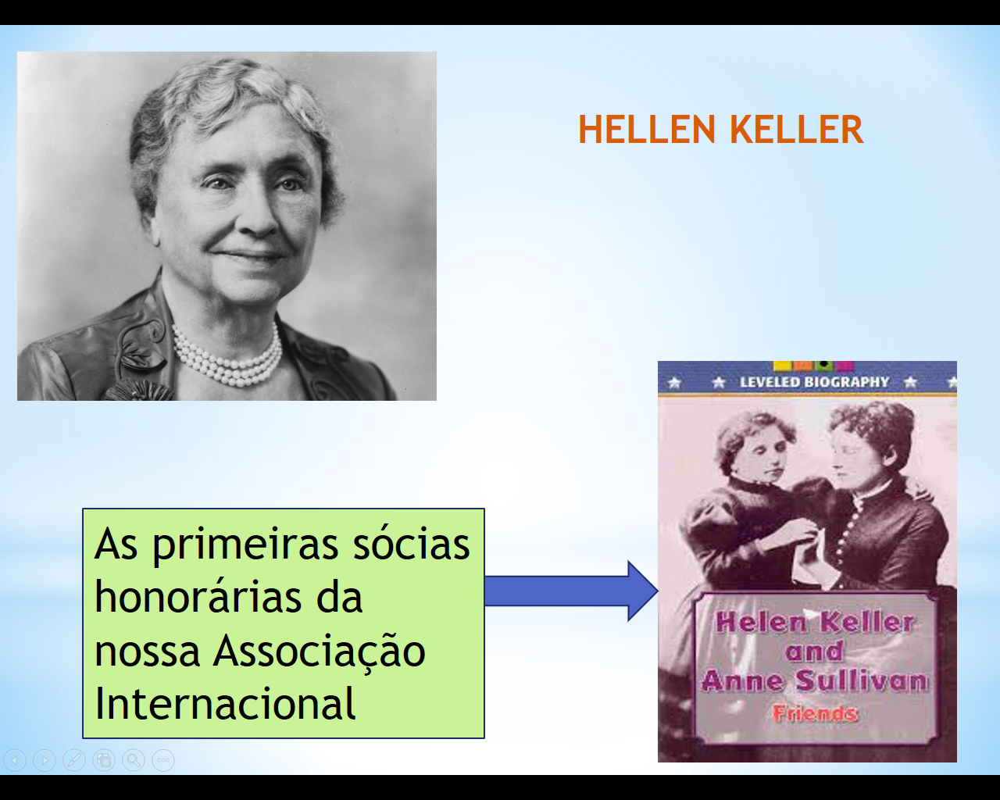 HELLEN KELLER
LEVELED BIOGRAPHY
As primeiras sócias
honorárias da
nossa Associação
Internacional
Helen Keller
and
Anne Sullivan
Friends